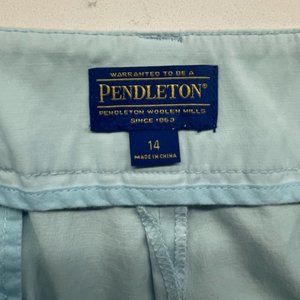 WARRANTED TO BE A
PENDLETON®
PENDLETON WOOLEN MILLS
SINCE 1863
14
MADE IN CHINA